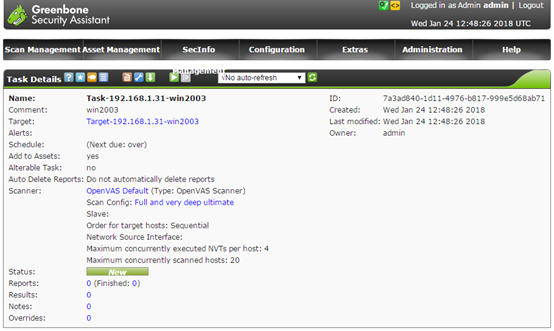 Greenbone
Security Assistant
Logged in as Admin admin | Logout
Wed Jan 24 12:48:26 2018 UTC
Scan Management Asset Management SecInfo Configuration Extras Administration Help
Management
Task Details
\\No auto-refresh
Name: Task-192.168.1.31-win2003
Comment: win2003
Target: Target-192.168.1.31-win2003
Alerts:
Schedule: (Next due: over)
Add to Assets: yes
Alterable Task: no
Auto Delete Reports: Do not automatically delete reports
Scanner: OpenVAS Default (Type: OpenVAS Scanner)
Scan Config: Full and very deep ultimate
Slave:
Order for target hosts: Sequential
Network Source Interface:
Maximum concurrently executed NVTs per host: 4
Maximum concurrently scanned hosts: 20
Status: New
Reports: 0 (Finished: 0)
Results: 0
Notes: 0
Overrides: 0
ID: 7a3ad840-1d11-4976-b817-999e5d68ab71
Created: Wed Jan 24 12:48:26 2018
Last modified: Wed Jan 24 12:48:26 2018
Owner: admin